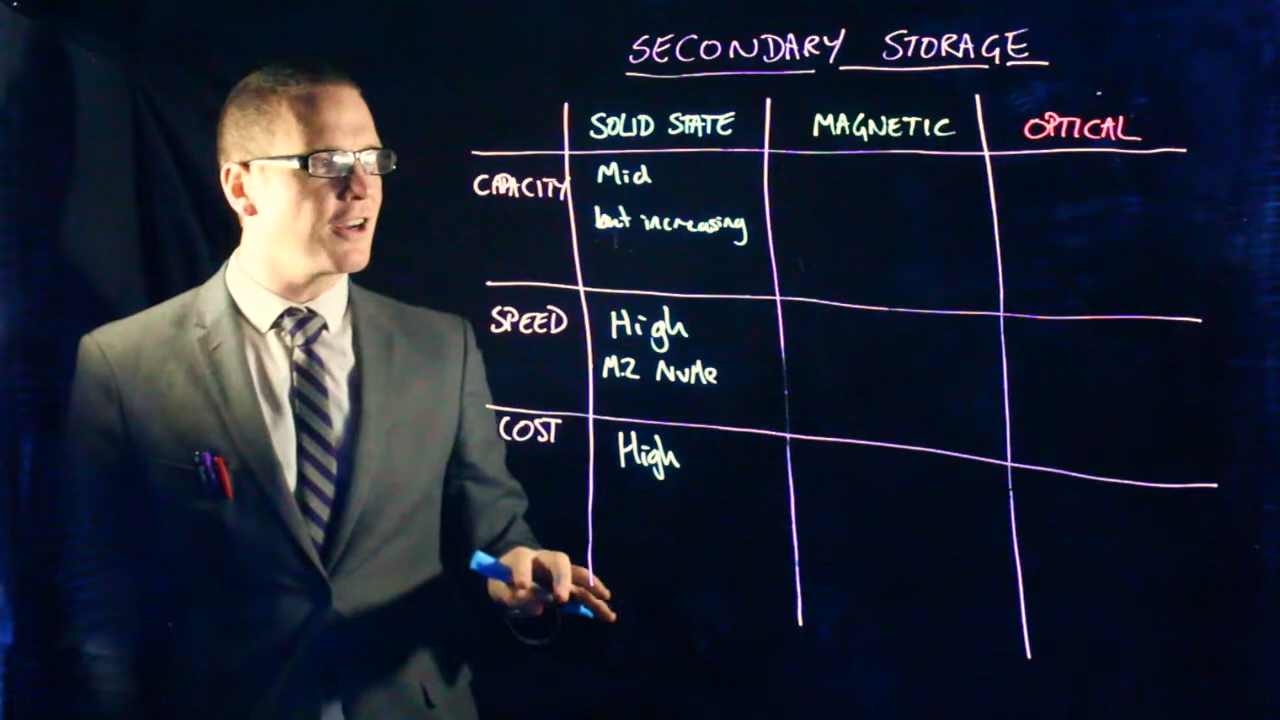 SECONDARY STORAGE
SOLID STATE MAGNETIC OPTICAL
CAPACITY Mid
but increasing
SPEED High
M.2 NVMe
COST High